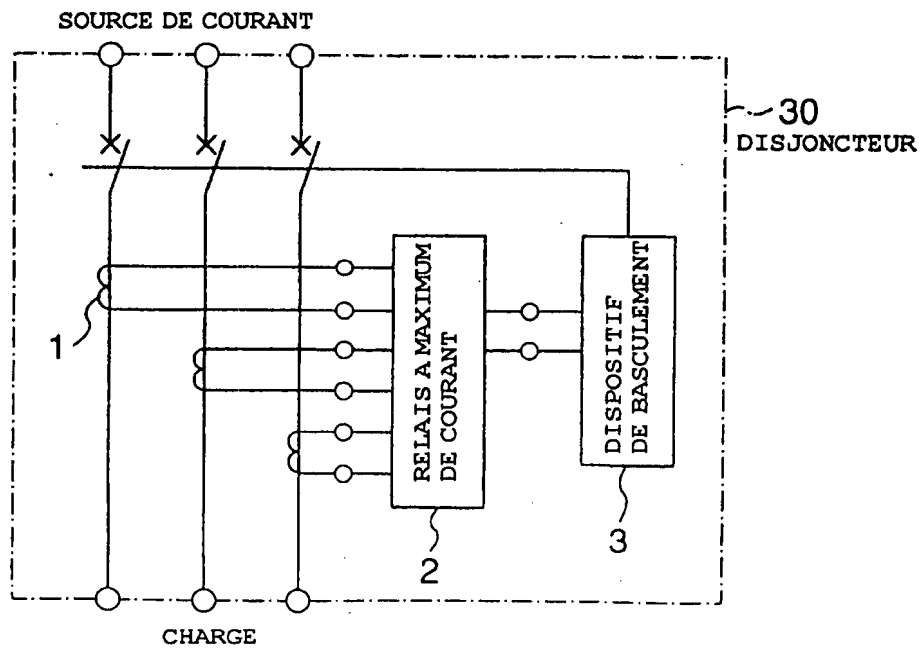 SOURCE DE COURANT
30
DISJONCTEUR
1
RELAIS A MAXIMUM
DE COURANT
2
DISPOSITIF
DE BASCULEMENT
3
CHARGE